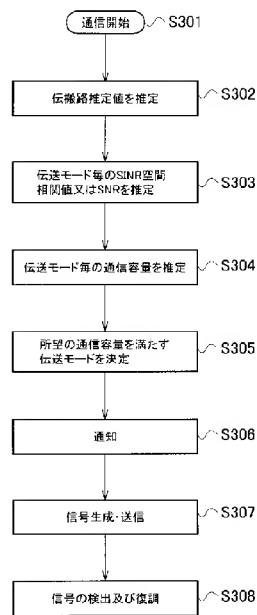 通信開始 S301
伝搬路推定値を推定 S302
伝送モード毎のSINR空間
相関値又はSNRを推定 S303
伝送モード毎の通信容量を推定 S304
所望の通信容量を満たす
伝送モードを決定 S305
通知 S306
信号生成・送信 S307
信号の検出及び復調 S308